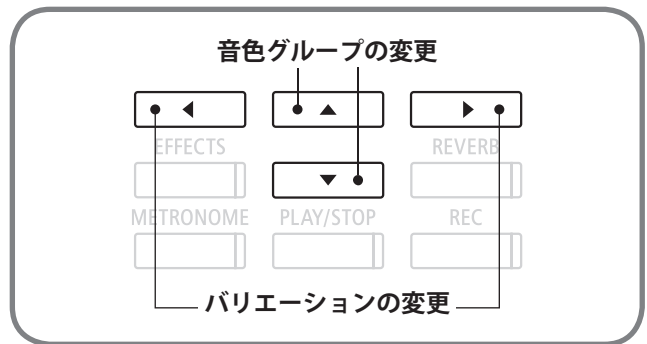 音色グループの変更
EFFECTS
REVERB
METRONOME
PLAY/STOP
REC
バリエーションの変更